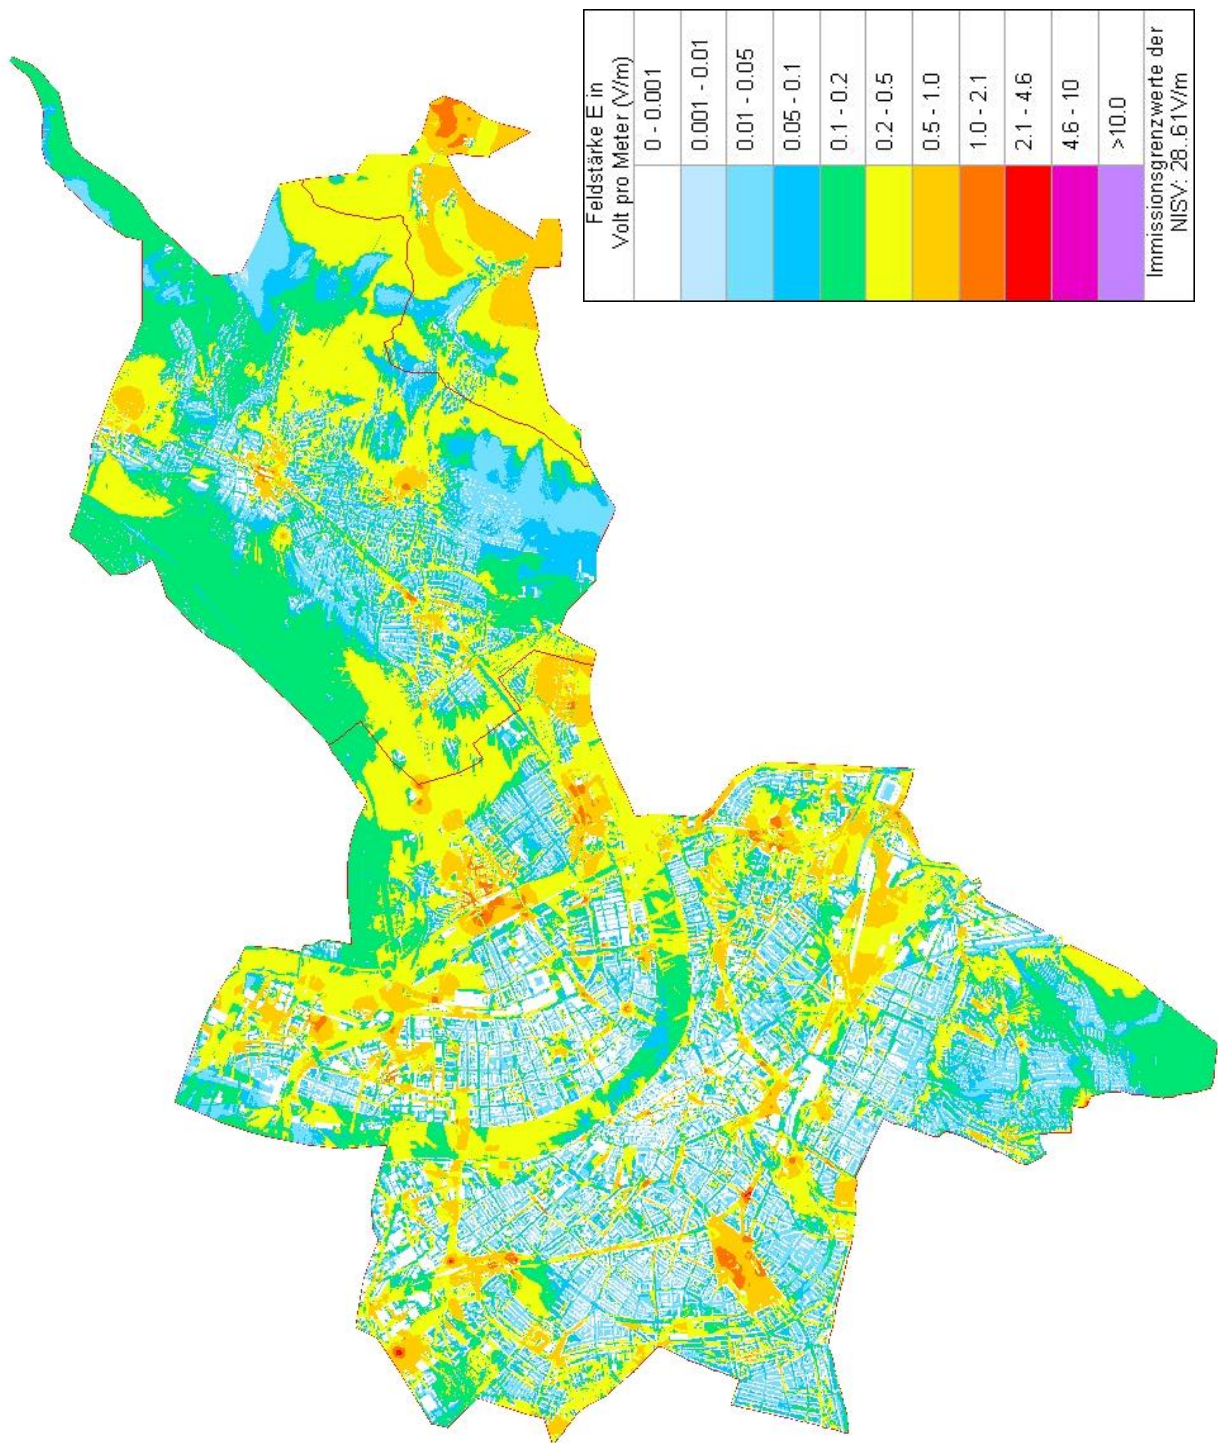 Feldstärke E in
Volt pro Meter (V/m)
0 - 0.001
0.001 - 0.01
0.01 - 0.05
0.05 - 0.1
0.1 - 0.2
0.2 - 0.5
0.5 - 1.0
1.0 - 2.1
2.1 - 4.6
4.6 - 10
>10.0
Immissionsgrenzwerte der
NISV: 28..61V/m